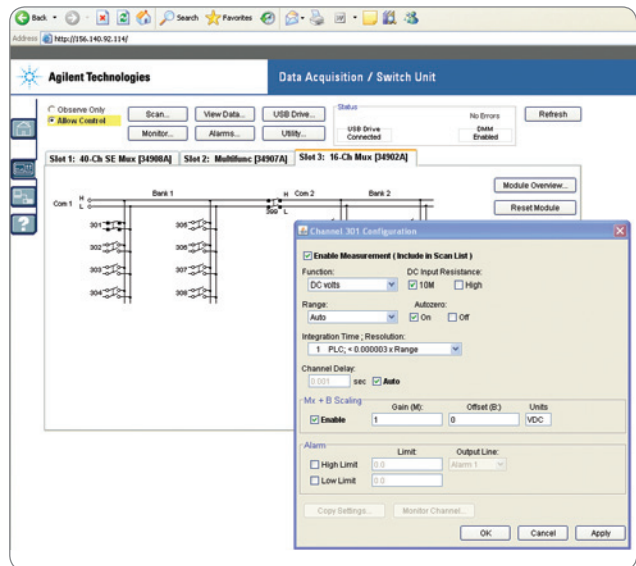 Back Search Favorites
Address http://156.140.92.114/
Agilent Technologies Data Acquisition / Switch Unit
Observe Only
Allow Control
Scan... View Data... USB Drive...
Monitor... Alarms... Utility...
Status
No Errors
USB Drive Connected
DMM Enabled
Refresh
Slot 1: 40-Ch SE Mux [34908A] Slot 2: Multifunc [34907A] Slot 3: 16-Ch Mux [34902A]
Module Overview...
Reset Module
Bank 1 H Com 2 Bank 2
Com 1 H L
399 L
301 305
302 306
303 307
304 308
Channel 301 Configuration
Enable Measurement ( Include in Scan List )
Function: DC Input Resistance:
DC volts 10M High
Range: Autozero:
Auto On Off
Integration Time ; Resolution:
1 PLC; < 0.000003 x Range
Channel Delay:
0.001 sec Auto
Mx + B Scaling
Gain (M): Offset (B:) Units
Enable 1 0 VDC
Alarm
Limit: Output Line:
High Limit 0.0 Alarm 1
Low Limit 0.0
Copy Settings... Monitor Channel...
OK Cancel Apply